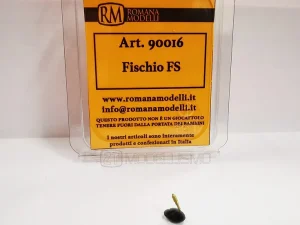 RM
ROMANA
MODELLI
Art. 90016
Fischio FS
www.romanamodelli.it
info@romanamodelli.it
QUESTO PRODOTTO NON È UN GIOCATTOLO
TENERE FUORI DALLA PORTATA DEI BAMBINI
I nostri articoli sono interamente
prodotti e confezionati in Italia